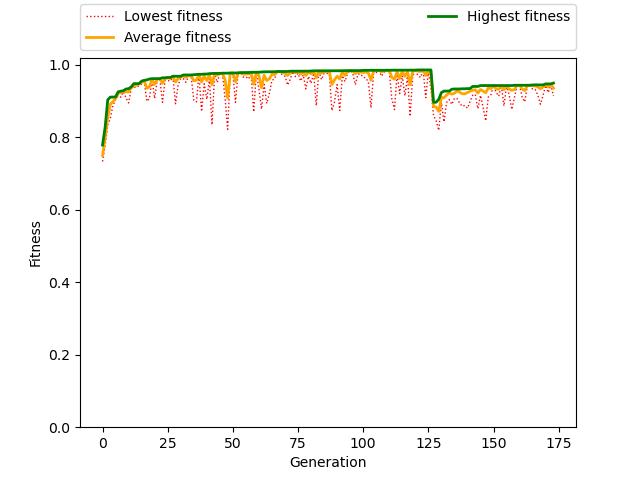 Lowest fitness
Average fitness
Highest fitness
1.0
0.8
0.6
0.4
0.2
0.0
Fitness
0 25 50 75 100 125 150 175
Generation